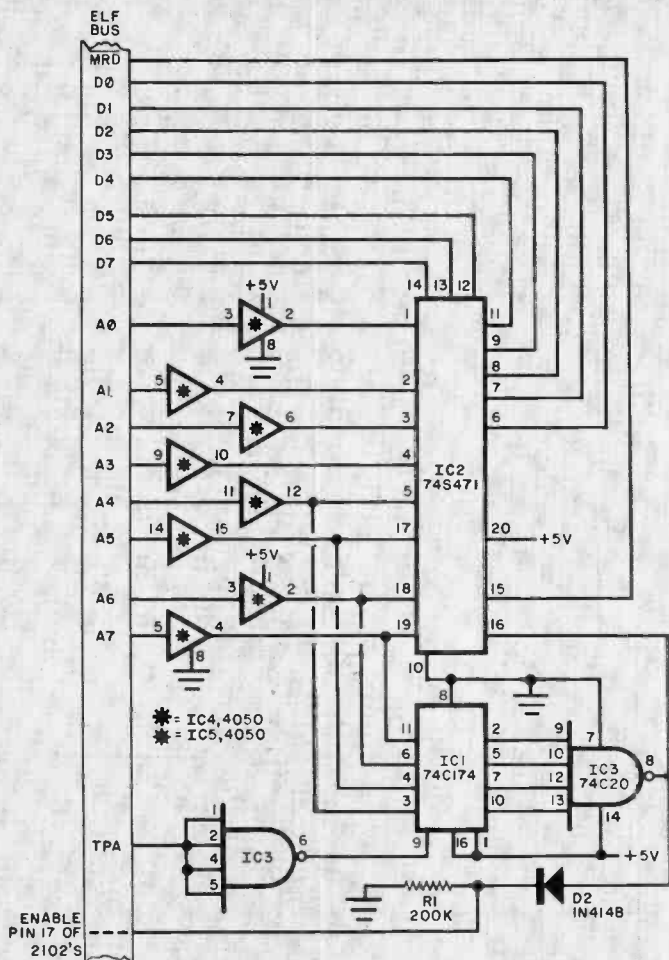 ELF
BUS
MRD
D0
D1
D2
D3
D4
D5
D6
D7
14 13 12
+5V
1
A0 3 2 1 11
8 9
8
A1 5 4 2 7
A2 7 6 3 6
A3 9 10 4
IC2
74S471
A4 11 12 5
A5 14 15 17 20 +5V
+5V
1
A6 3 2 18 15
A7 5 4 19 16
8
10
8
= IC4, 4050
= IC5, 4050
11 2 9 7
6 IC1 5 10 IC3 8
4 74C174 7 12 74C20
3 10 13 14
1
2 6
TPA IC3 9 16 1 +5V
4
5
R1
200K
D2
1N914B
ENABLE
PIN 17 OF
2102'S